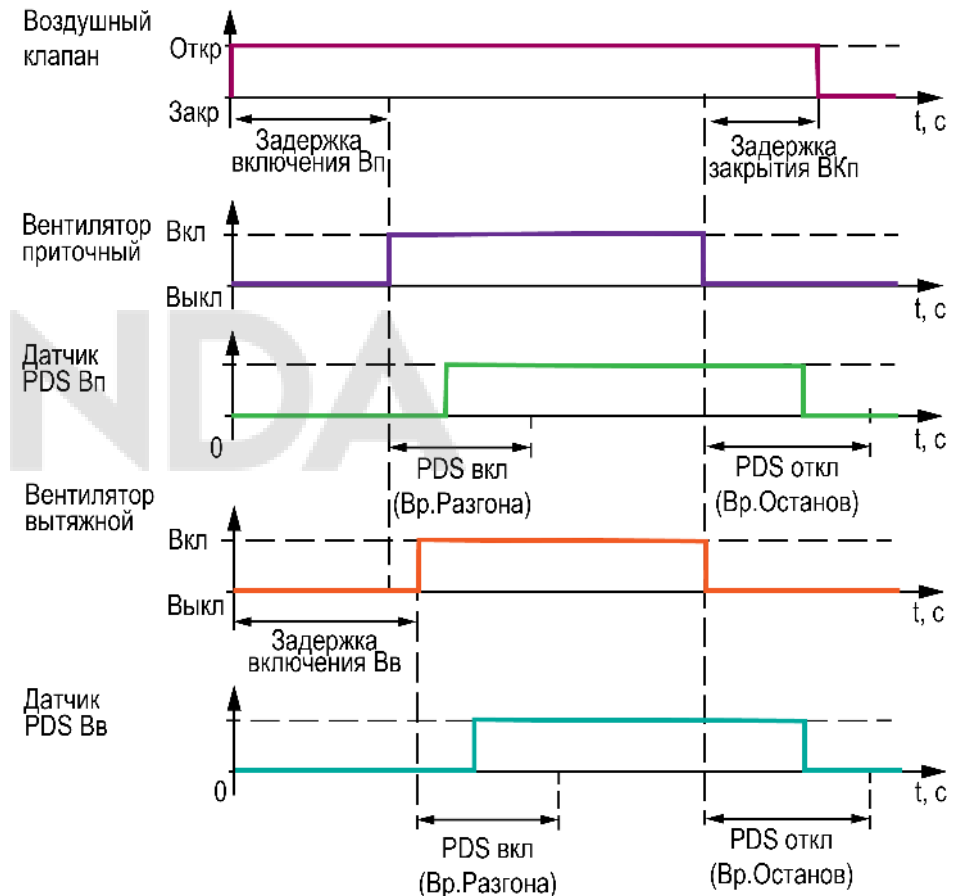 Воздушный
клапан
Откр
Закр
t, c
Задержка
включения Вп
Задержка
закрытия ВКп
Вентилятор
приточный
Вкл
Выкл
t, c
NDA
Датчик
PDS Вп
0
t, c
PDS вкл
(Вр.Разгона)
PDS откл
(Вр.Останов)
Вентилятор
вытяжной
Вкл
Выкл
t, c
Задержка
включения Вв
Датчик
PDS Вв
0
t, c
PDS вкл
(Вр.Разгона)
PDS откл
(Вр.Останов)